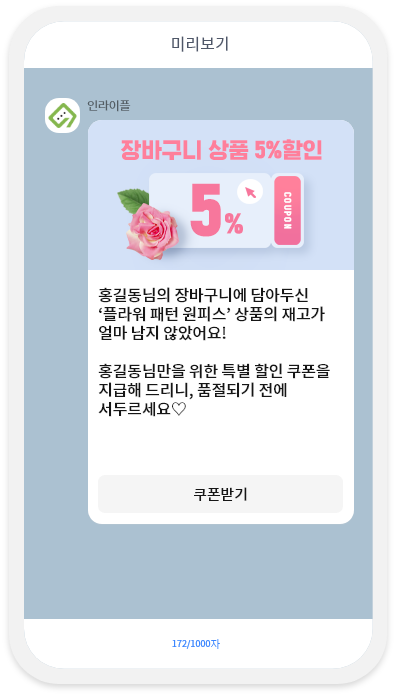 미리보기
인라이플
장바구니 상품 5%할인
5%
COUPON
홍길동님의 장바구니에 담아두신
‘플라워 패턴 원피스’ 상품의 재고가
얼마 남지 않았어요!
홍길동님만을 위한 특별 할인 쿠폰을
지급해 드리니, 품절되기 전에
서두르세요♡
쿠폰받기
172/1000자